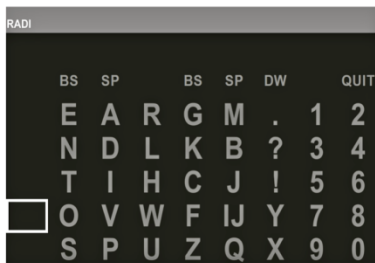 RADI
BS SP BS SP DW QUIT
E A R G M . 1 2
N D L K B ? 3 4
T I H C J ! 5 6
O V W F IJ Y 7 8
S P U Z Q X 9 0